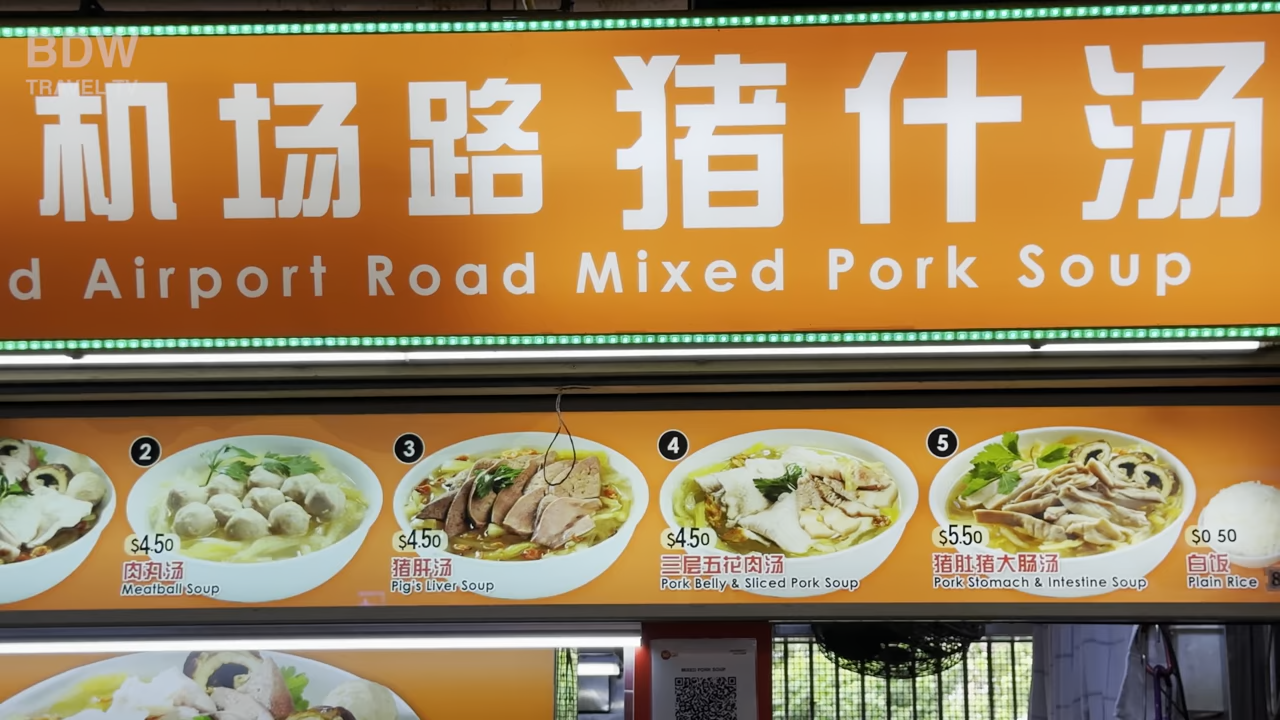 BDW
TRAVEL TV
机场路 猪什汤
d Airport Road Mixed Pork Soup
2
$4.50
肉丸汤
Meatball Soup
3
$4.50
猪肝汤
Pig's Liver Soup
4
$4.50
三层五花肉汤
Pork Belly & Sliced Pork Soup
5
$5.50
猪肚猪大肠汤
Pork Stomach & Intestine Soup
$0 50
白饭
Plain Rice
MIXED PORK SOUP